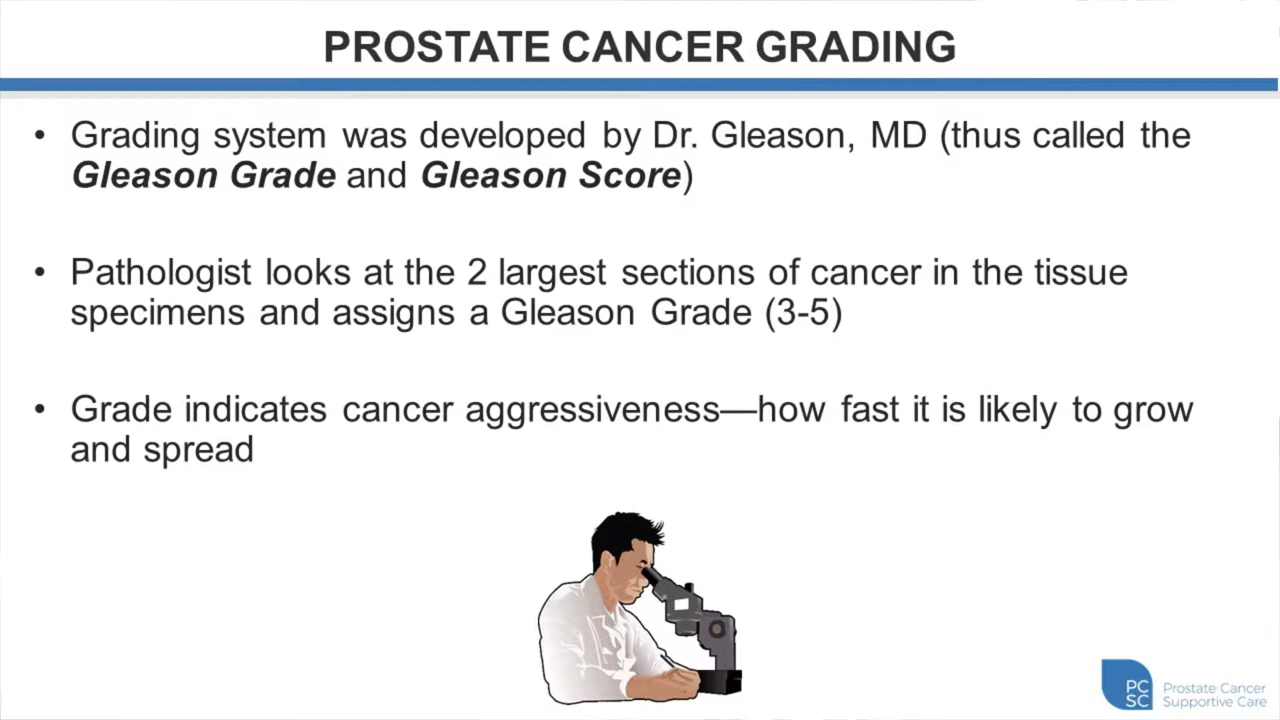 PROSTATE CANCER GRADING
• Grading system was developed by Dr. Gleason, MD (thus called the
Gleason Grade and Gleason Score)
• Pathologist looks at the 2 largest sections of cancer in the tissue
specimens and assigns a Gleason Grade (3-5)
• Grade indicates cancer aggressiveness—how fast it is likely to grow
and spread
PC
SC
Prostate Cancer
Supportive Care